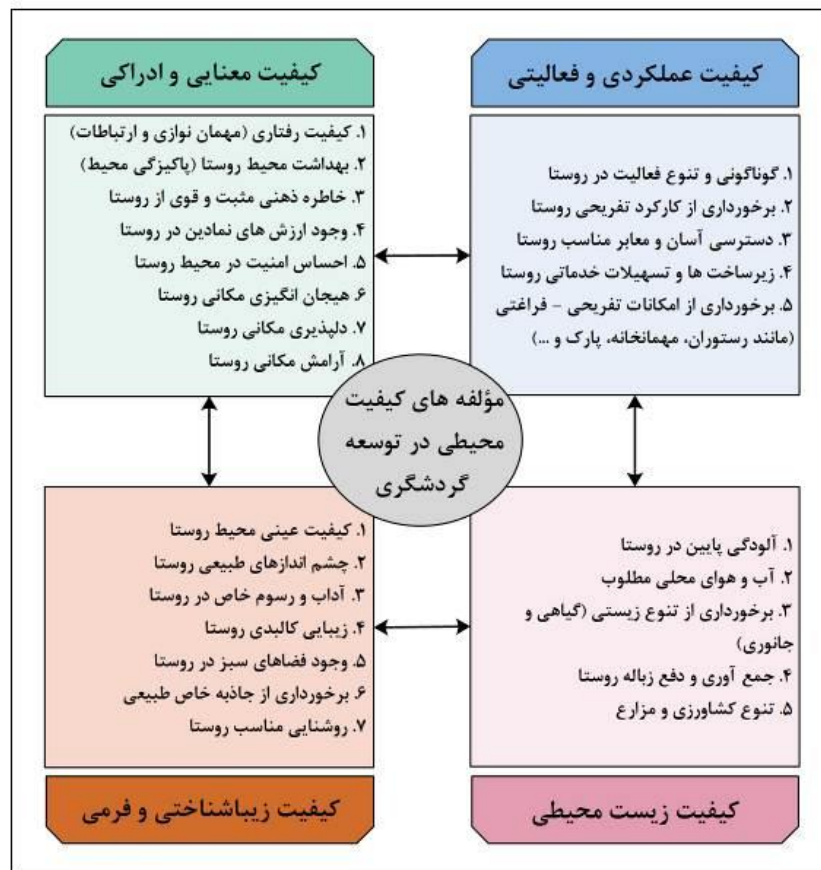 کیفیت عملکردی و فعالیتی
۱. گوناگونی و تنوع فعالیت در روستا
۲. برخورداری از کارکرد تفریحی روستا
۳. دسترسی آسان و معابر مناسب روستا
۴. زیرساخت ها و تسهیلات خدماتی روستا
۵. برخورداری از امکانات تفریحی - فراغتی
(مانند رستوران، مهمانخانه، پارک و ...)
کیفیت معنایی و ادراکی
۱. کیفیت رفتاری (مهمان نوازی و ارتباطات)
۲. بهداشت محیط روستا (پاکیزگی محیط)
۳. خاطره ذهنی مثبت و قوی از روستا
۴. وجود ارزش های نمادین در روستا
۵. احساس امنیت در محیط روستا
۶. هیجان انگیزی مکانی روستا
۷. دلپذیری مکانی روستا
۸. آرامش مکانی روستا
مؤلفه های کیفیت
محیطی در توسعه
گردشگری
۱. آلودگی پایین در روستا
۲. آب و هوای محلی مطلوب
۳. برخورداری از تنوع زیستی (گیاهی و
جانوری)
۴. جمع آوری و دفع زباله روستا
۵. تنوع کشاورزی و مزارع
کیفیت زیست محیطی
۱. کیفیت عینی محیط روستا
۲. چشم اندازهای طبیعی روستا
۳. آداب و رسوم خاص در روستا
۴. زیبایی کالبدی روستا
۵. وجود فضاهای سبز در روستا
۶. برخورداری از جاذبه خاص طبیعی
۷. روشنایی مناسب روستا
کیفیت زیباشناختی و فرمی